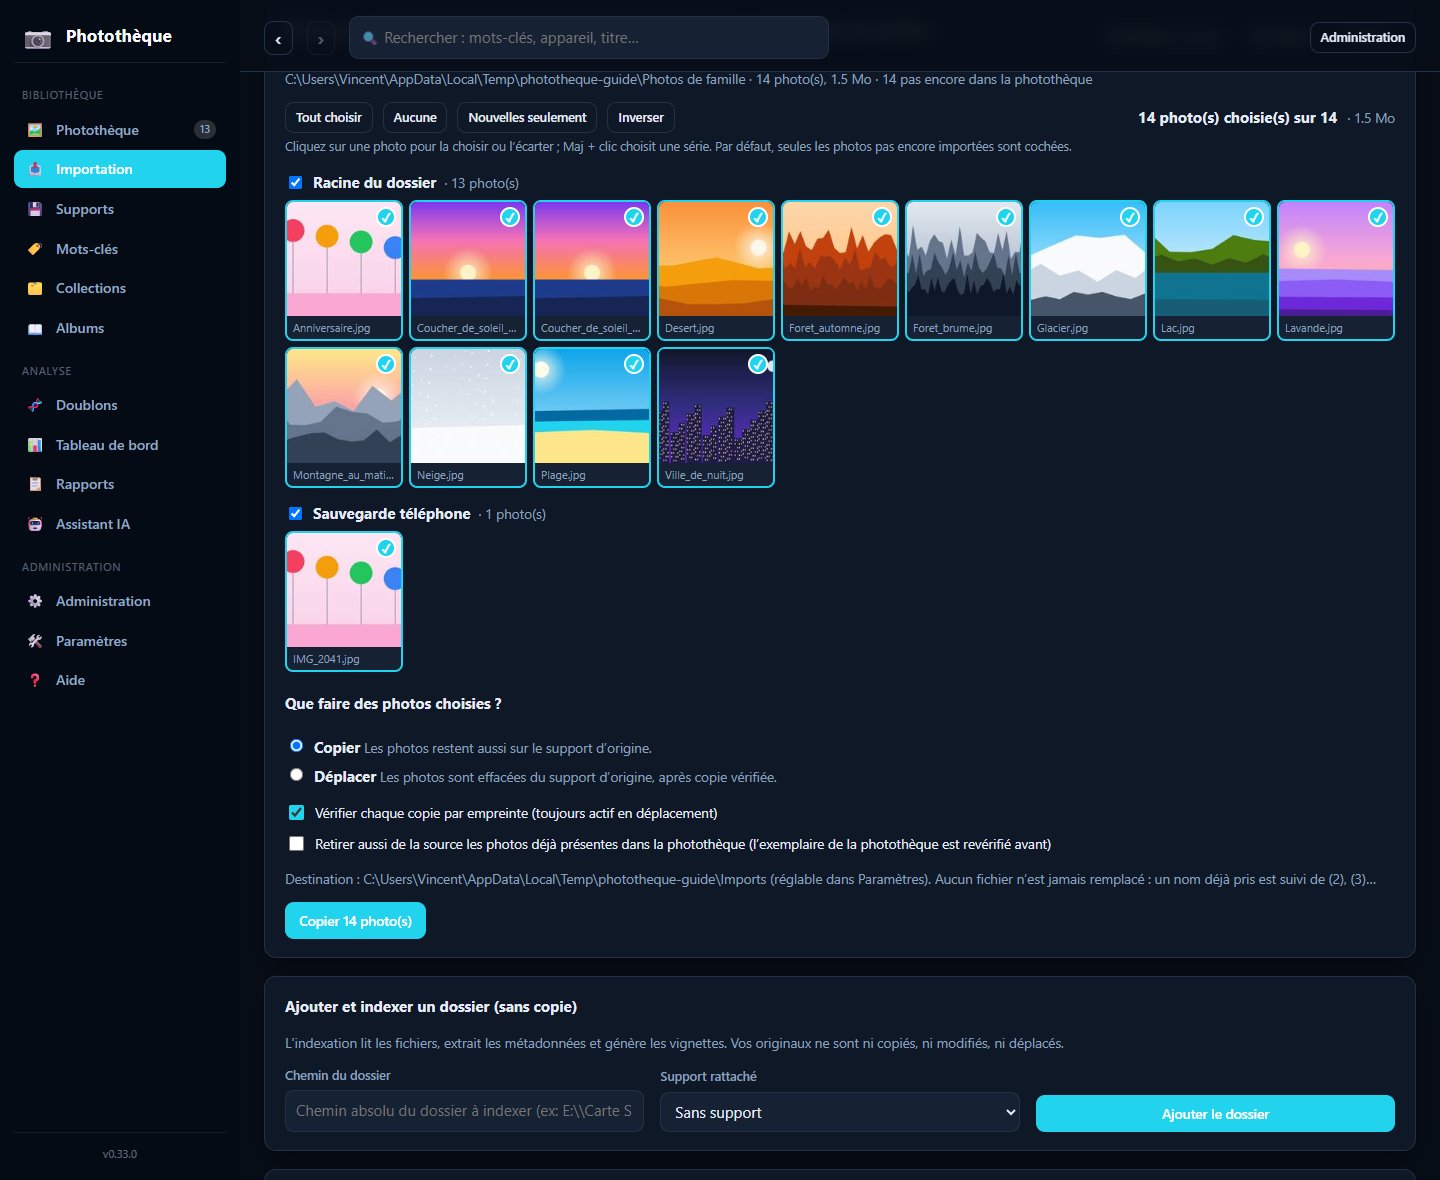 Photothèque
BIBLIOTHÈQUE
Photothèque 13
Importation
Supports
Mots-clés
Collections
Albums
ANALYSE
Doublons
Tableau de bord
Rapports
Assistant IA
ADMINISTRATION
Administration
Paramètres
Aide
v0.33.0
Rechercher : mots-clés, appareil, titre...
Administration
C:\Users\Vincent\AppData\Local\Temp\phototheque-guide\Photos de famille · 14 photo(s), 1.5 Mo · 14 pas encore dans la photothèque
Tout choisir Aucune Nouvelles seulement Inverser 14 photo(s) choisie(s) sur 14 · 1.5 Mo
Cliquez sur une photo pour la choisir ou l’écarter ; Maj + clic choisit une série. Par défaut, seules les photos pas encore importées sont cochées.
Racine du dossier · 13 photo(s)
Anniversaire.jpg Coucher_de_soleil_... Coucher_de_soleil_... Desert.jpg Foret_automne.jpg Foret_brume.jpg Glacier.jpg Lac.jpg Lavande.jpg
Montagne_au_mati... Neige.jpg Plage.jpg Ville_de_nuit.jpg
Sauvegarde téléphone · 1 photo(s)
IMG_2041.jpg
Que faire des photos choisies ?
Copier Les photos restent aussi sur le support d’origine.
Déplacer Les photos sont effacées du support d’origine, après copie vérifiée.
Vérifier chaque copie par empreinte (toujours actif en déplacement)
Retirer aussi de la source les photos déjà présentes dans la photothèque (l’exemplaire de la photothèque est revérifié avant)
Destination : C:\Users\Vincent\AppData\Local\Temp\phototheque-guide\Imports (réglable dans Paramètres). Aucun fichier n’est jamais remplacé : un nom déjà pris est suivi de (2), (3)...
Copier 14 photo(s)
Ajouter et indexer un dossier (sans copie)
L'indexation lit les fichiers, extrait les métadonnées et génère les vignettes. Vos originaux ne sont ni copiés, ni modifiés, ni déplacés.
Chemin du dossier Support rattaché
Chemin absolu du dossier à indexer (ex: E:\\Carte S Sans support Ajouter le dossier